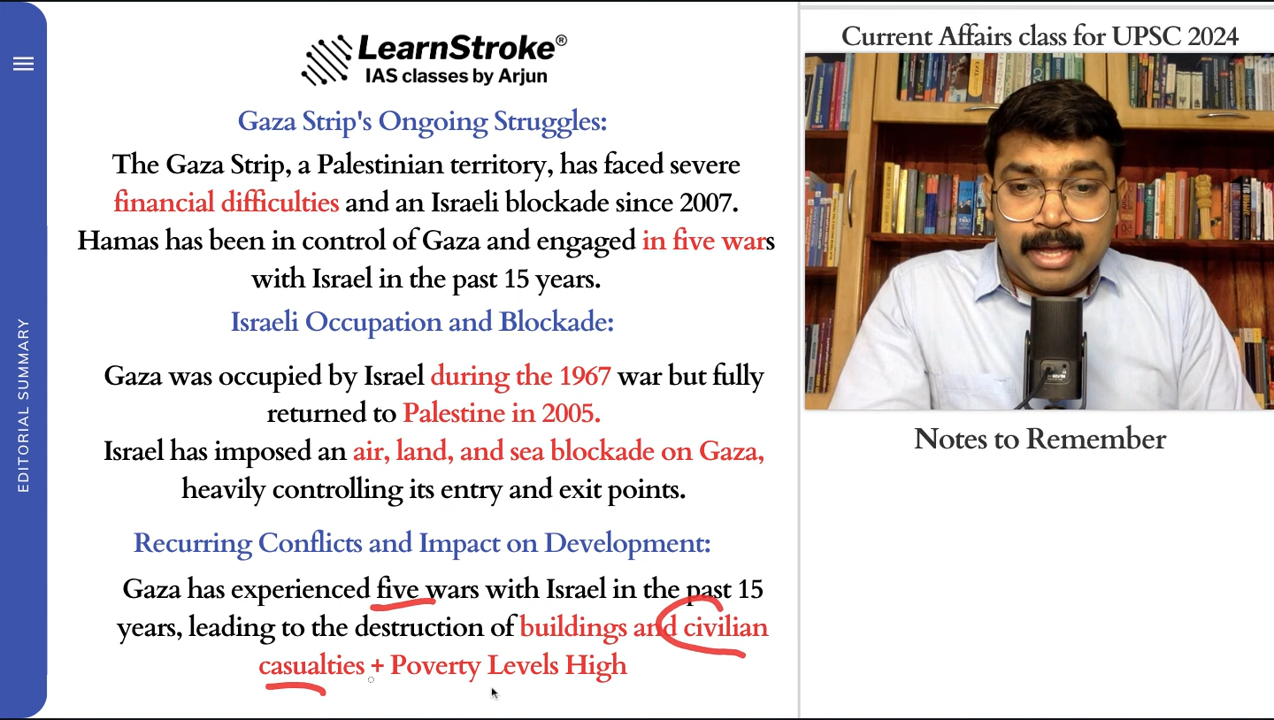 LearnStroke®
IAS classes by Arjun
Gaza Strip's Ongoing Struggles:
The Gaza Strip, a Palestinian territory, has faced severe
financial difficulties and an Israeli blockade since 2007.
Hamas has been in control of Gaza and engaged in five wars
with Israel in the past 15 years.
Israeli Occupation and Blockade:
Gaza was occupied by Israel during the 1967 war but fully
returned to Palestine in 2005.
Israel has imposed an air, land, and sea blockade on Gaza,
heavily controlling its entry and exit points.
Recurring Conflicts and Impact on Development:
Gaza has experienced five wars with Israel in the past 15
years, leading to the destruction of buildings and civilian
casualties + Poverty Levels High
EDITORIAL SUMMARY
Current Affairs class for UPSC 2024
Notes to Remember